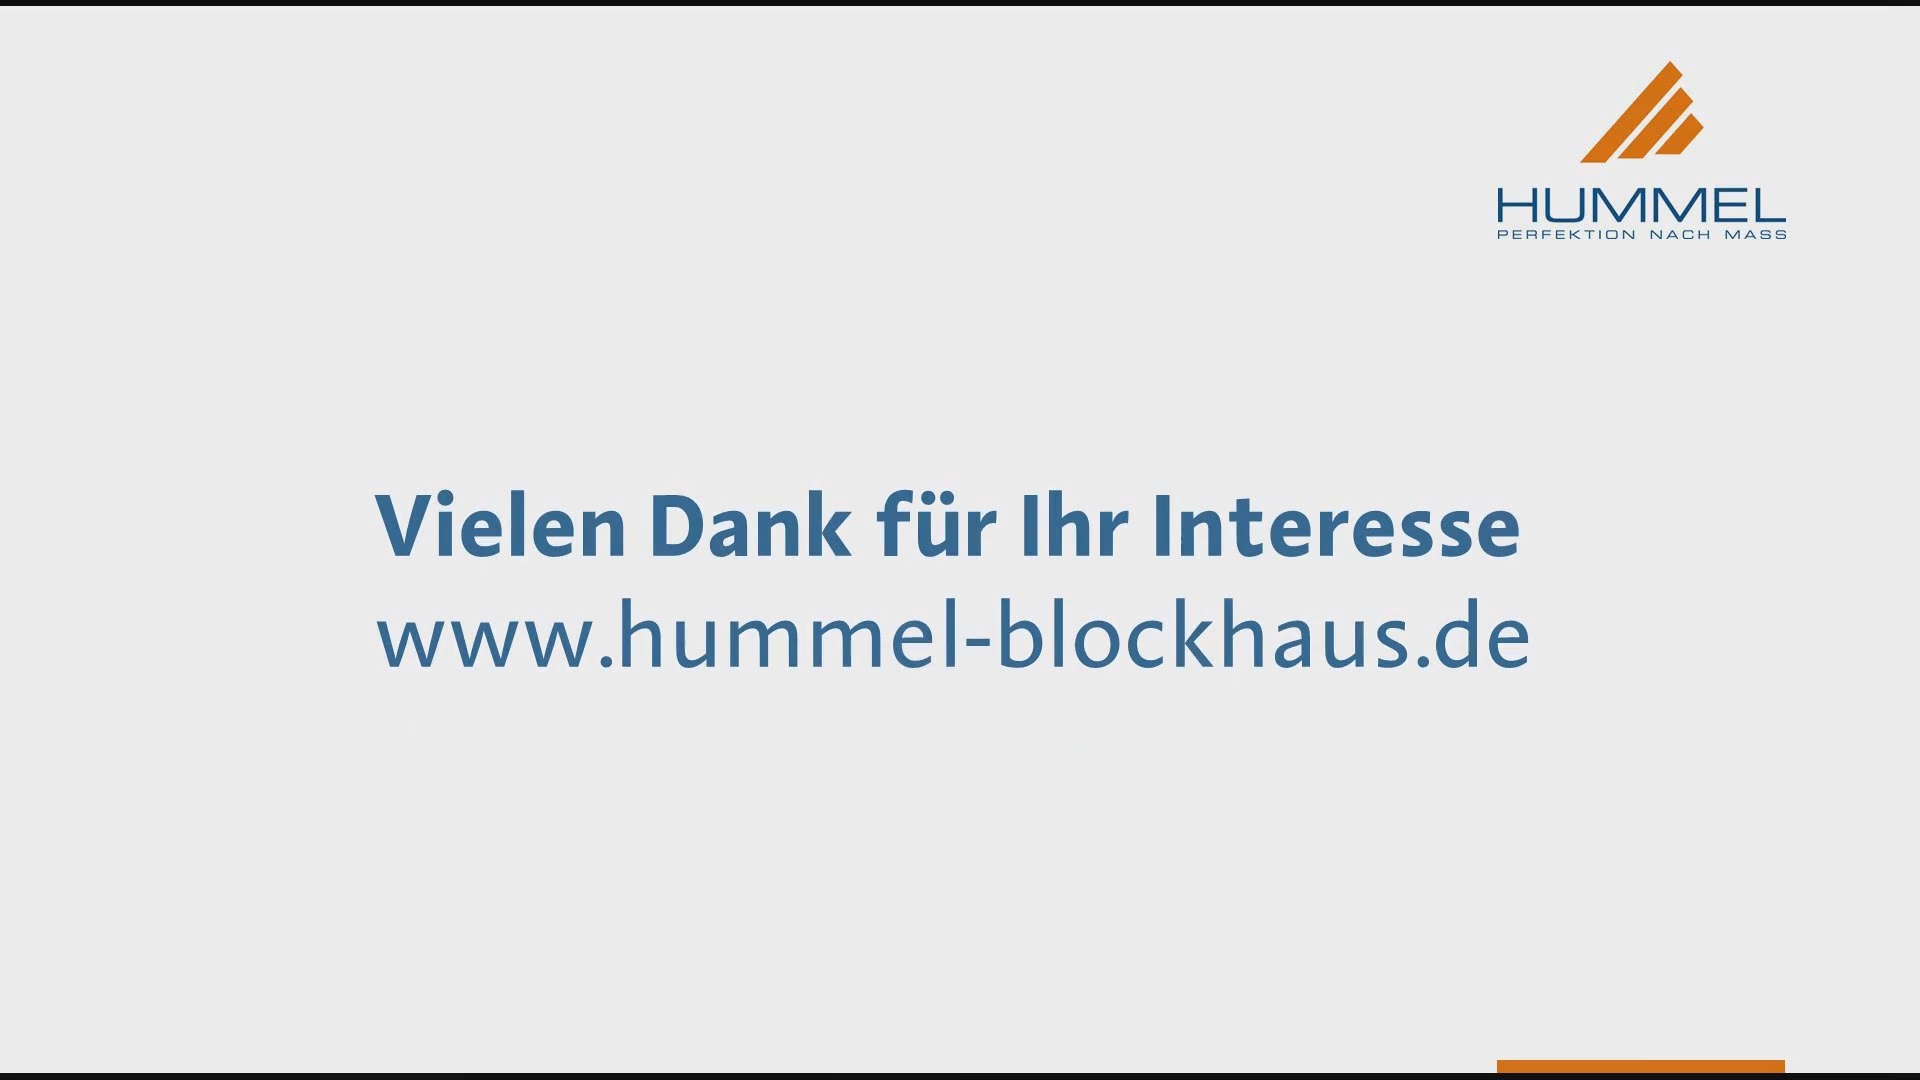 HUMMEL
PERFEKTION NACH MASS
Vielen Dank für Ihr Interesse
www.hummel-blockhaus.de